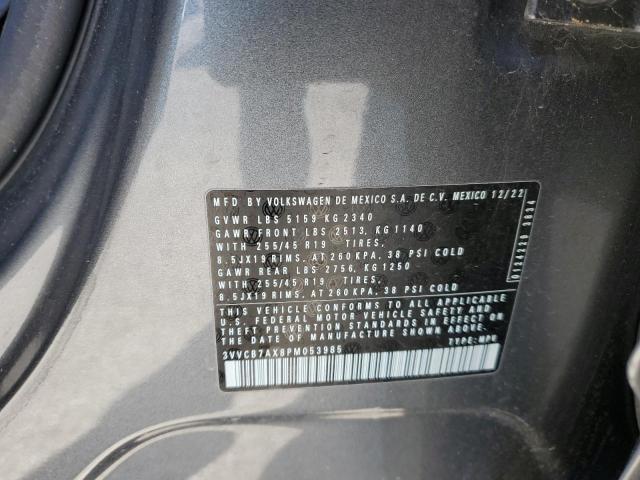 MFD BY VOLKSWAGEN DE MEXICO S.A. DE C.V. MEXICO 12/22
GVWR LBS 5159 KG 2340
GAWR FRONT LBS 2513, KG 1140
WITH 255/45 R19 TIRES,
8.5JX19 RIMS, AT 260 KPA, 38 PSI COLD
GAWR REAR LBS 2756, KG 1250
WITH 255/45 R19 TIRES,
8.5JX19 RIMS, AT 260 KPA, 38 PSI COLD
THIS VEHICLE CONFORMS TO ALL APPLICABLE
U.S. FEDERAL MOTOR VEHICLE SAFETY AND
THEFT PREVENTION STANDARDS IN EFFECT ON
THE DATE OF MANUFACTURE SHOWN ABOVE.
3VVCB7AX8PM053985 TYPE: MPV